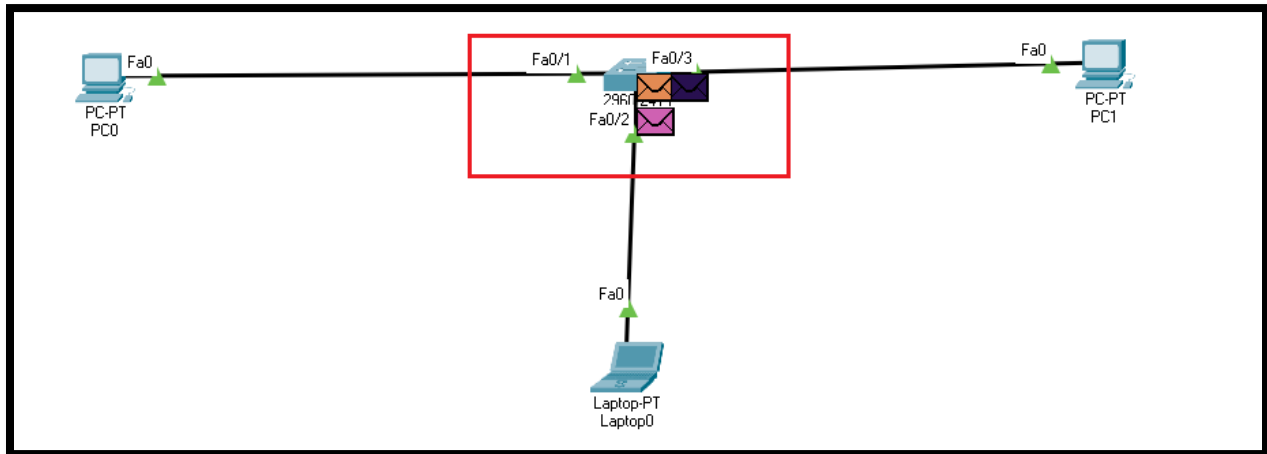 Fa0
Fa0/1
Fa0/3
Fa0
PC-PT
PC0
Fa0/2
PC-PT
PC1
Fa0
Laptop-PT
Laptop0